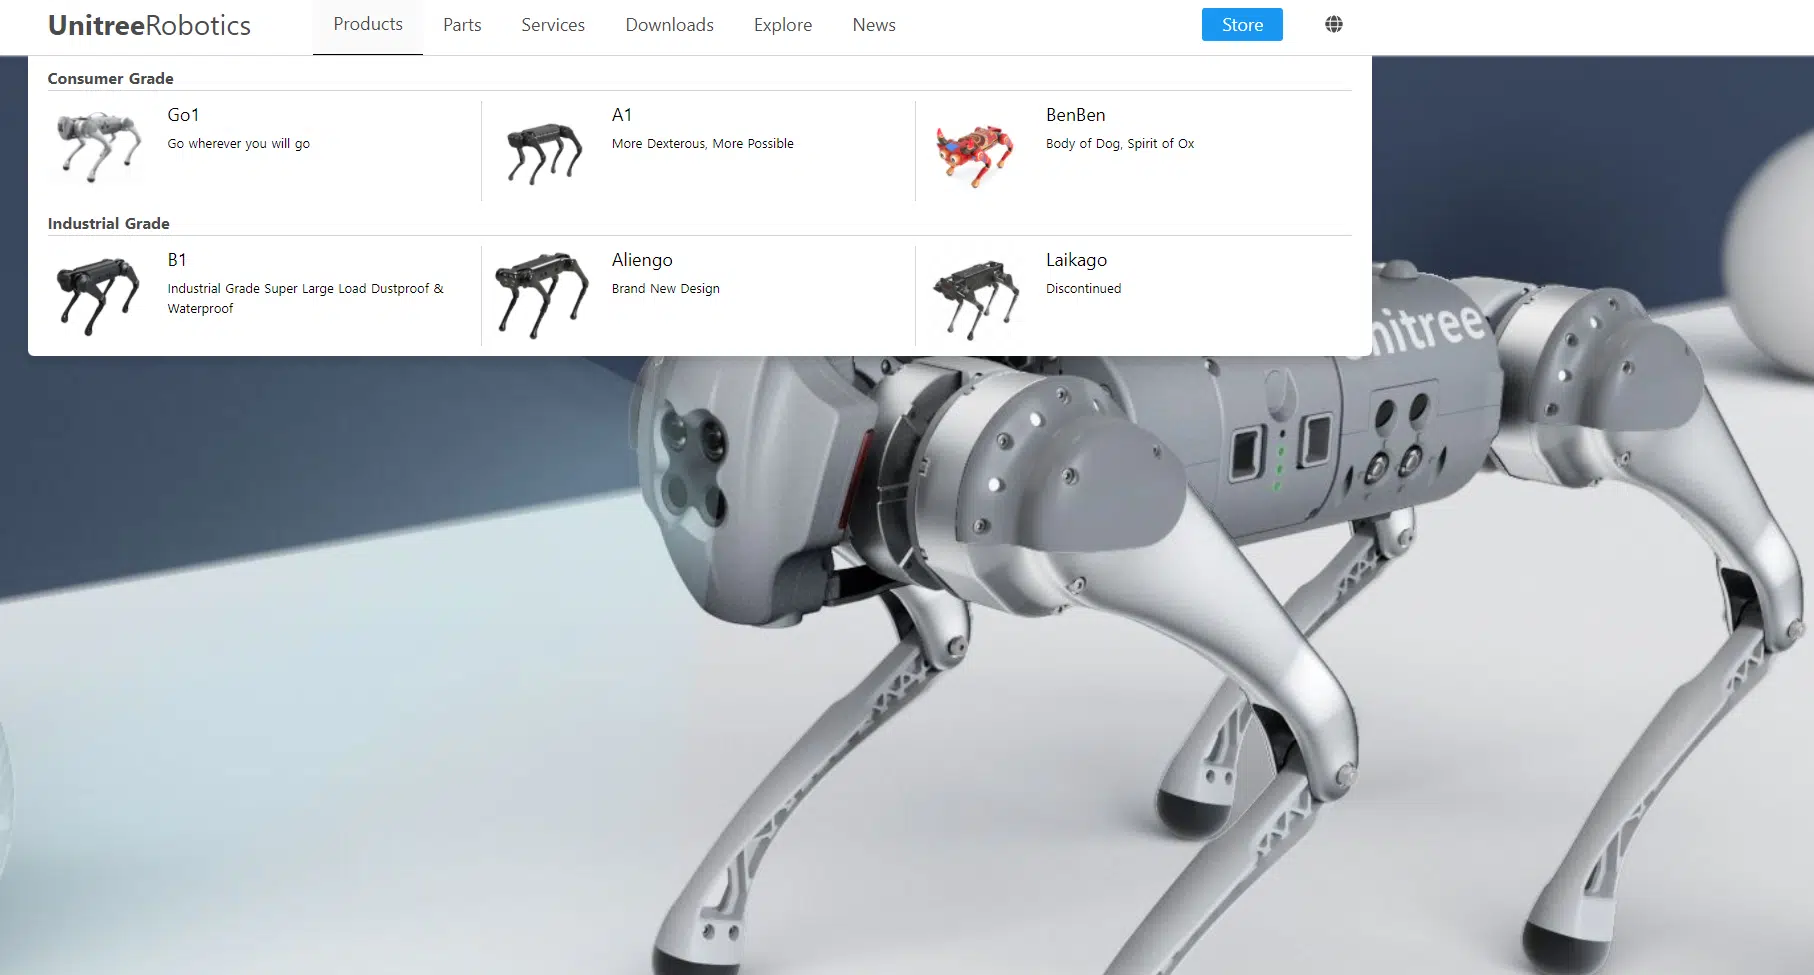 UnitreeRobotics
Products
Parts
Services
Downloads
Explore
News
Store
Consumer Grade
Go1
Go wherever you will go
A1
More Dexterous, More Possible
BenBen
Body of Dog, Spirit of Ox
Industrial Grade
B1
Industrial Grade Super Large Load Dustproof &
Waterproof
Aliengo
Brand New Design
Laikago
Discontinued
nitree